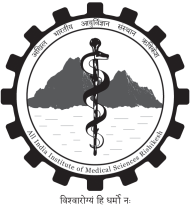 अखिल भारतीय आयुर्विज्ञान संस्थान ऋषिकेश
All India Institute of Medical Sciences Rishikesh
विश्वारोग्यं हि धर्मो नः